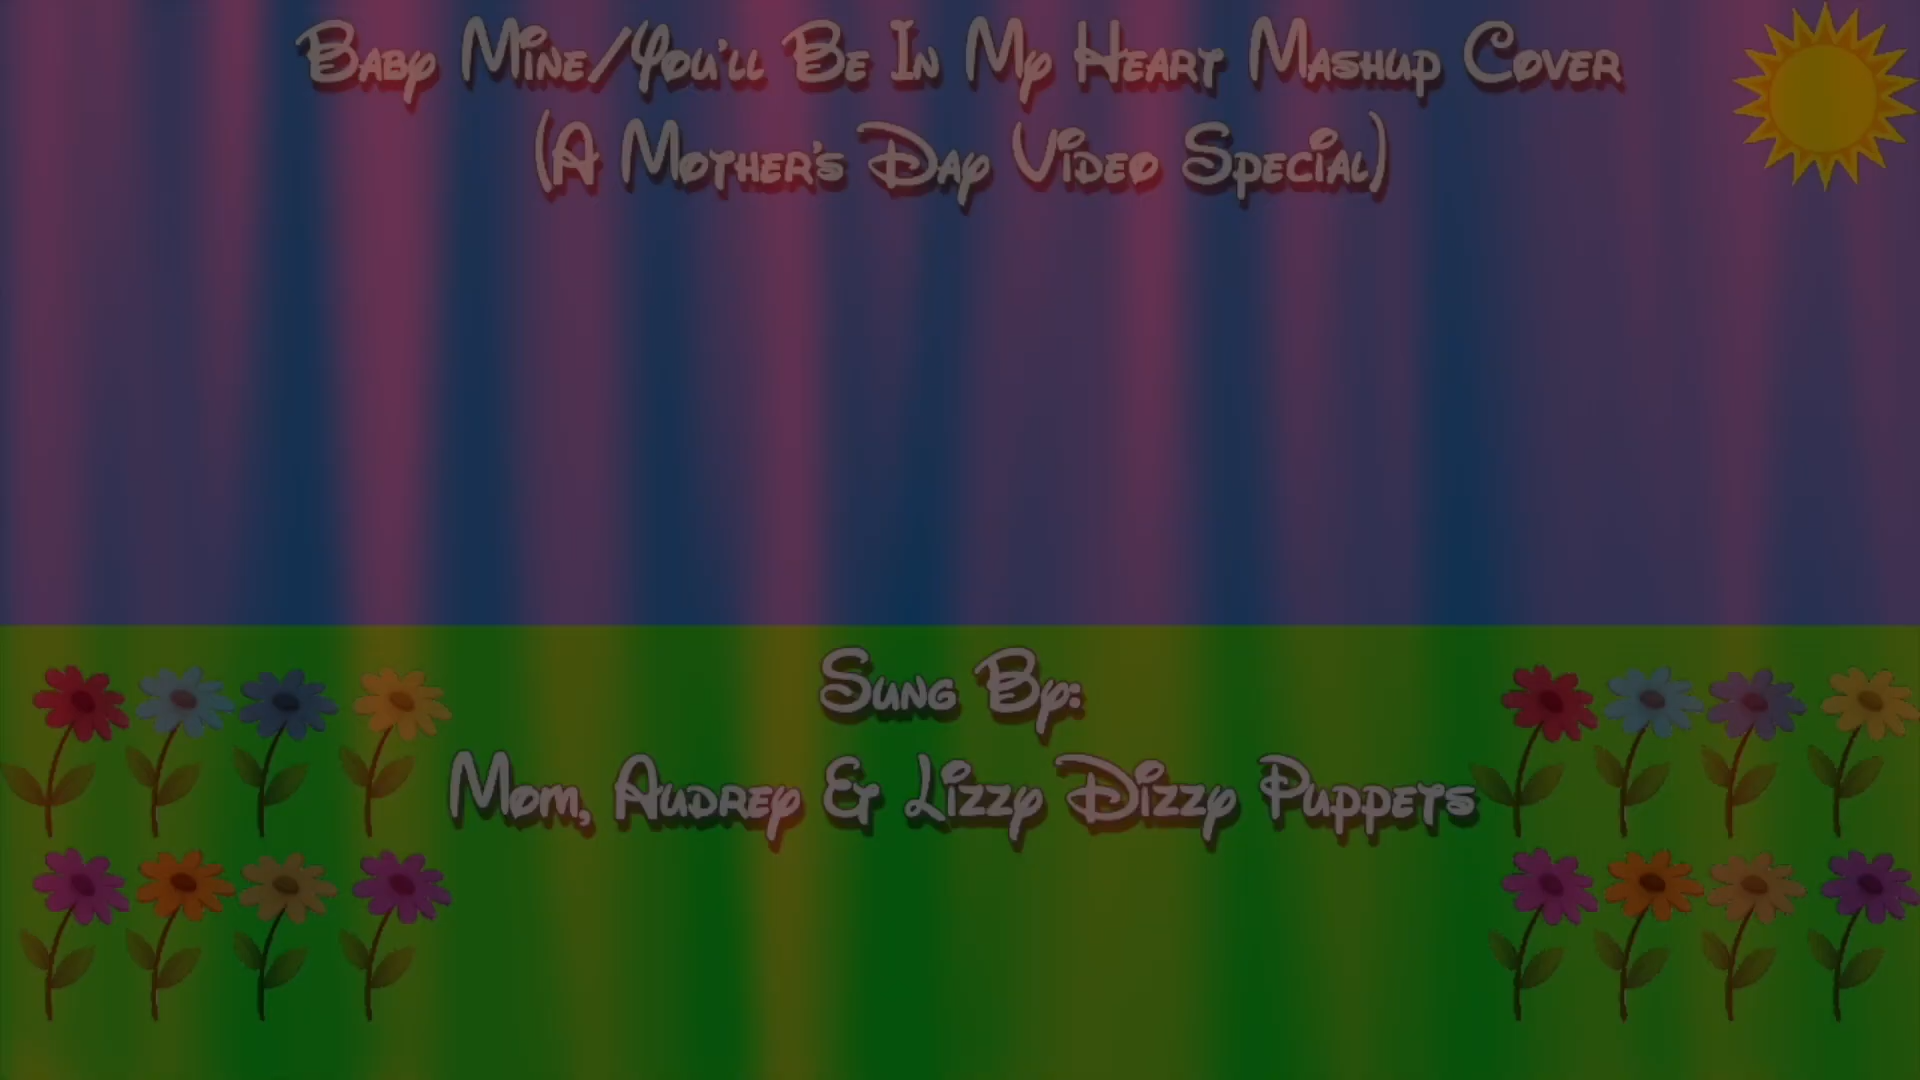 Baby Mine/You'll Be In My Heart Mashup Cover
(A Mother's Day Video Special)
Sung By:
Mom, Audrey & Lizzy Dizzy Puppets